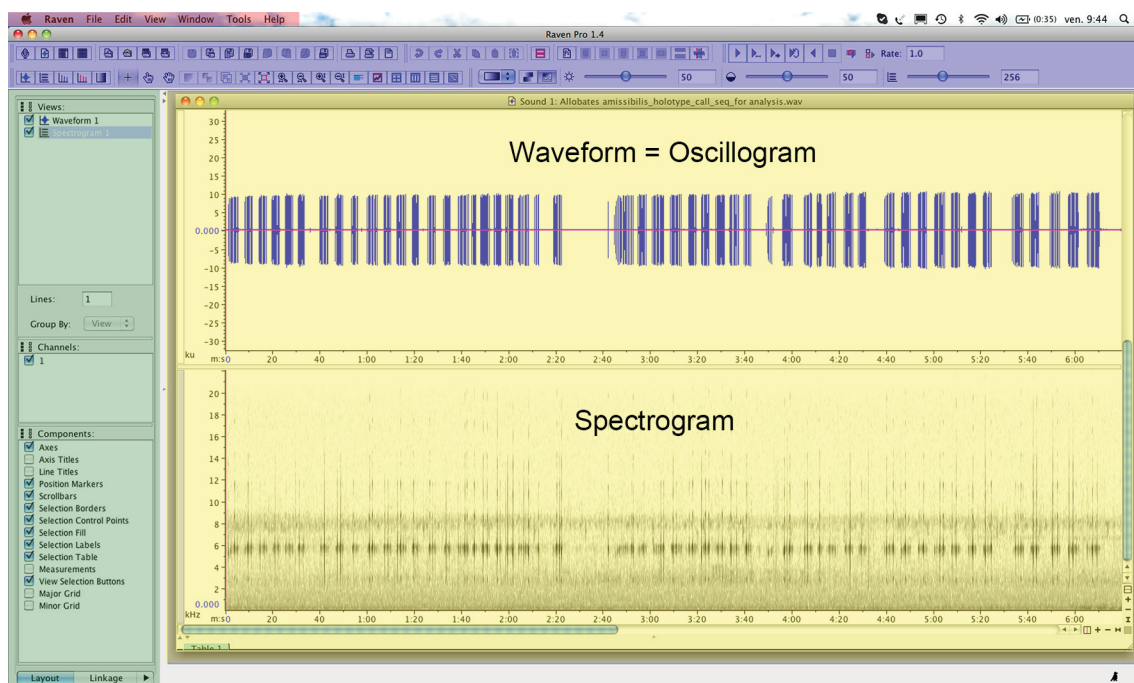 Raven File Edit View Window Tools Help (0:35) ven. 9:44
Raven Pro 1.4
Rate: 1.0
50 50 256
Views:
Waveform 1
Spectrogram 1
Lines: 1
Group By: View
Channels:
1
Components:
Axes
Axis Titles
Line Titles
Position Markers
Scrollbars
Selection Borders
Selection Control Points
Selection Fill
Selection Labels
Selection Table
Measurements
View Selection Buttons
Major Grid
Minor Grid
Layout Linkage
Sound 1: Allobates amissibilis_holotype_call_seq_for analysis.wav
Waveform = Oscillogram
30
25
20
15
10
5
0.000
-5
-10
-15
-20
-25
-30
ku
m:s0 20 40 1:00 1:20 1:40 2:00 2:20 2:40 3:00 3:20 3:40 4:00 4:20 4:40 5:00 5:20 5:40 6:00
Spectrogram
20
18
16
14
12
10
8
6
4
2
0.000
kHz
m:s0 20 40 1:00 1:20 1:40 2:00 2:20 2:40 3:00 3:20 3:40 4:00 4:20 4:40 5:00 5:20 5:40 6:00
Table 1